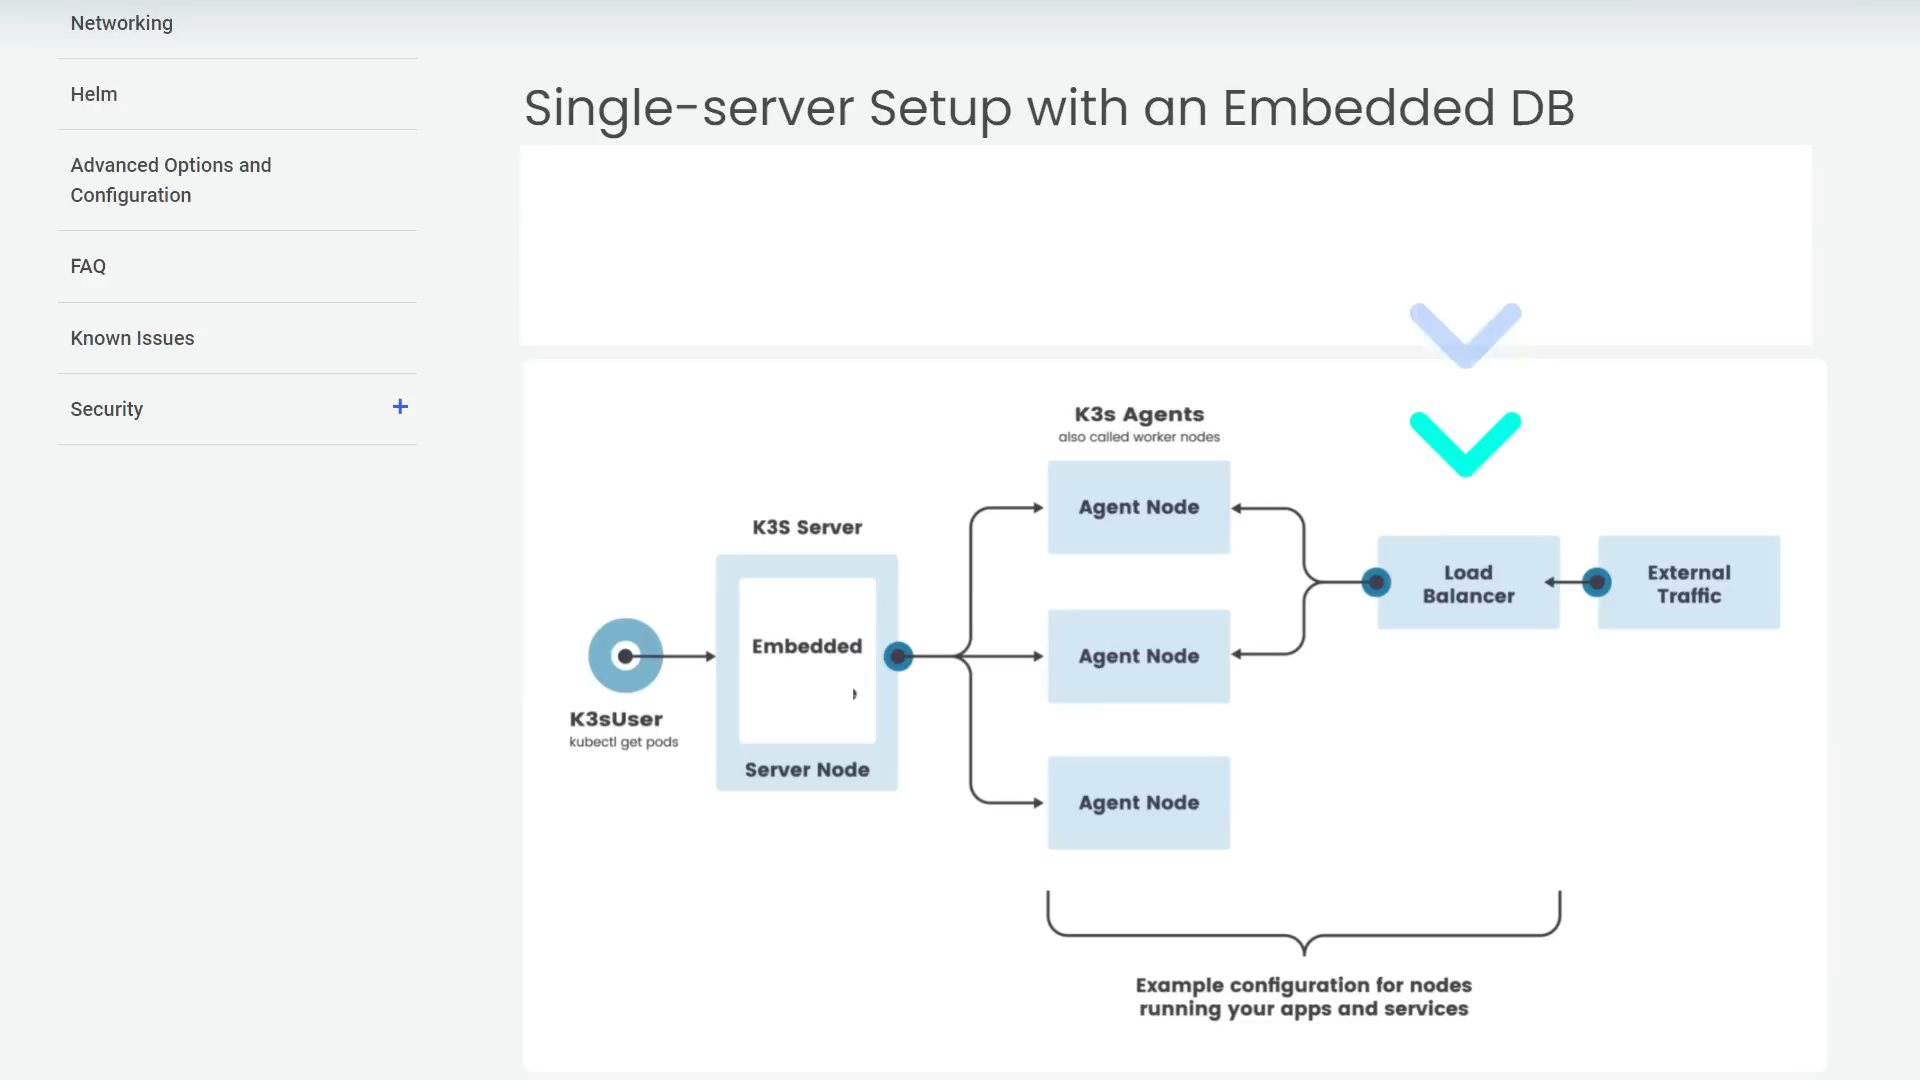 Networking
Helm
Advanced Options and
Configuration
FAQ
Known Issues
Security
Single-server Setup with an Embedded DB
K3s Agents
also called worker nodes
Agent Node
K3S Server
Embedded
Server Node
K3sUser
kubectl get pods
Agent Node
Agent Node
Load
Balancer
External
Traffic
Example configuration for nodes
running your apps and services